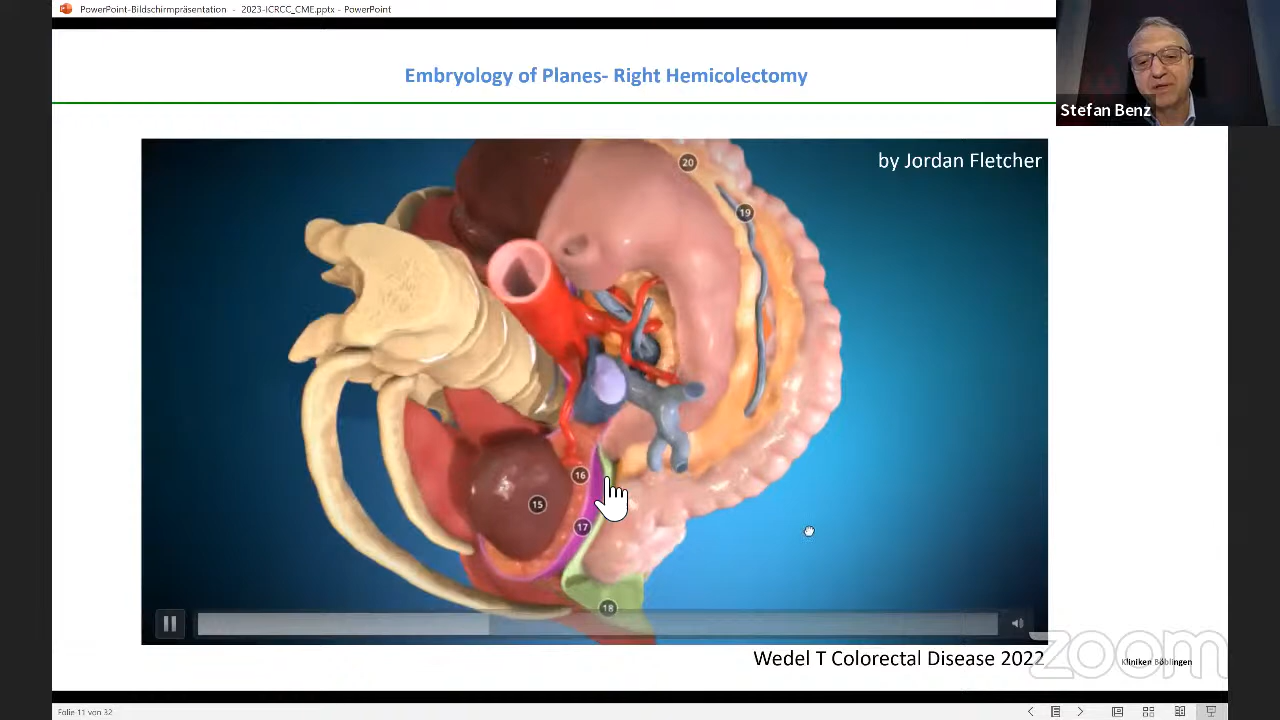 PowerPoint-Bildschirmpräsentation - 2023-ICRCC_CME.pptx - PowerPoint
Embryology of Planes- Right Hemicolectomy
Stefan Benz
by Jordan Fletcher
20
19
16
15
17
18
Wedel T Colorectal Disease 2022
zoom
Kliniken Böblingen
Folie 11 von 32